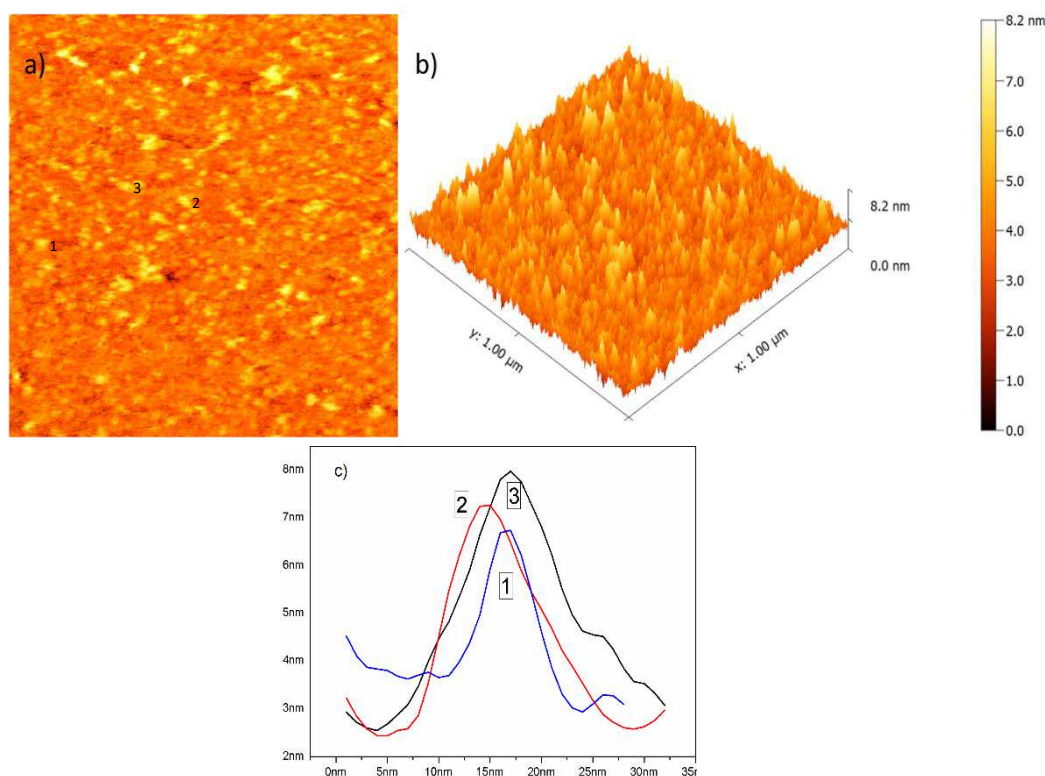 a)
3
2
1
b)
8.2 nm
0.0 nm
y: 1.00 µm
x: 1.00 µm
8.2 nm
7.0
6.0
5.0
4.0
3.0
2.0
1.0
0.0
c)
8nm
7nm
6nm
5nm
4nm
3nm
2nm
2
3
1
0nm
5nm
10nm
15nm
20nm
25nm
30nm